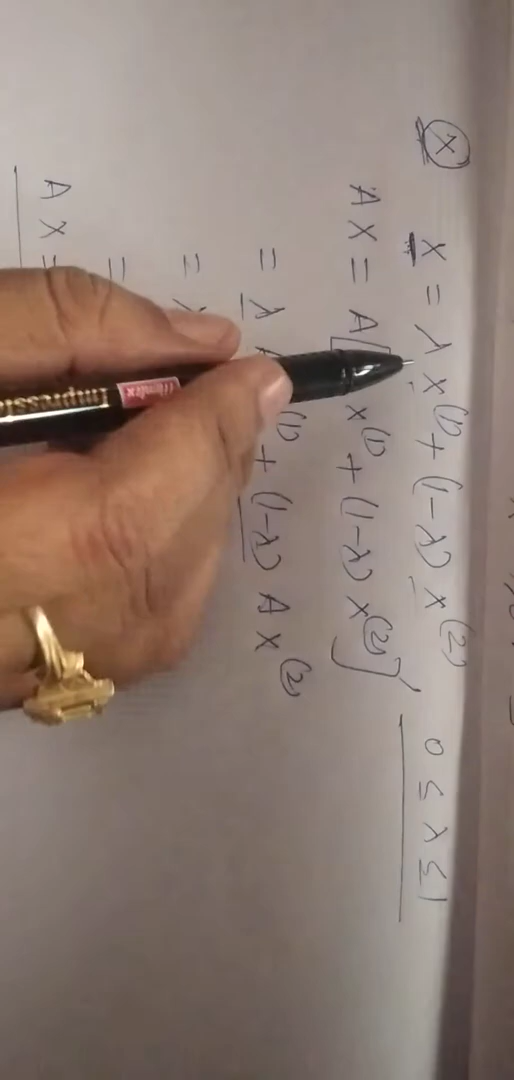 X
X = λ X⁽¹⁾ + (1-λ) X⁽²⁾, 0 ≤ λ ≤ 1
AX = A[ X⁽¹⁾ + (1-λ) X⁽²⁾]
= λ ⁽¹⁾ + (1-λ) A X⁽²⁾
=
=
AX =